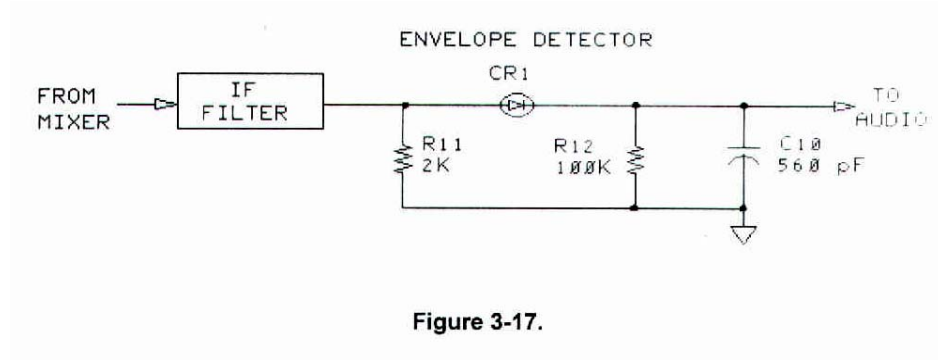 ENVELOPE DETECTOR
CR1
FROM
MIXER
IF
FILTER
TO
AUDIO
R11
2K
R12
100K
C10
560 pF
Figure 3-17.